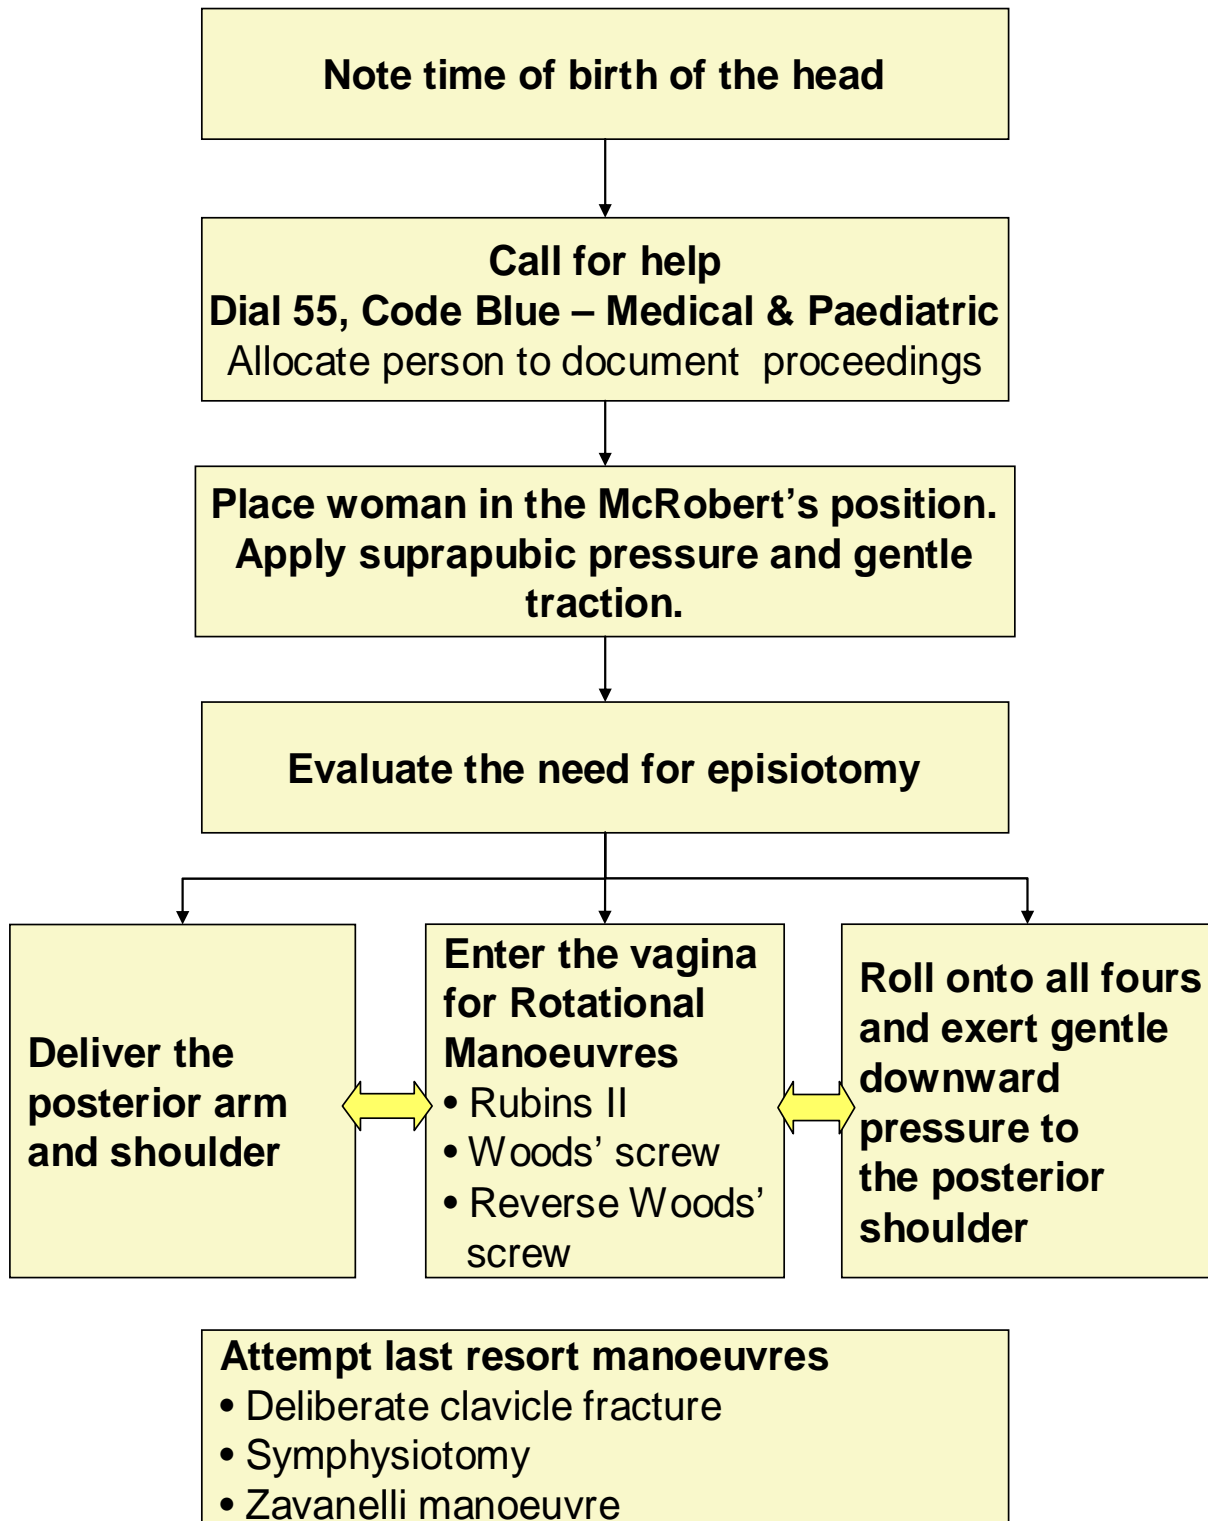 Note time of birth of the head
Call for help
Dial 55, Code Blue – Medical & Paediatric
Allocate person to document proceedings
Place woman in the McRobert’s position.
Apply suprapubic pressure and gentle
traction.
Evaluate the need for episiotomy
Deliver the
posterior arm
and shoulder
Enter the vagina
for Rotational
Manoeuvres
• Rubins II
• Woods’ screw
• Reverse Woods’
screw
Roll onto all fours
and exert gentle
downward
pressure to
the posterior
shoulder
Attempt last resort manoeuvres
• Deliberate clavicle fracture
• Symphysiotomy
• Zavanelli manoeuvre